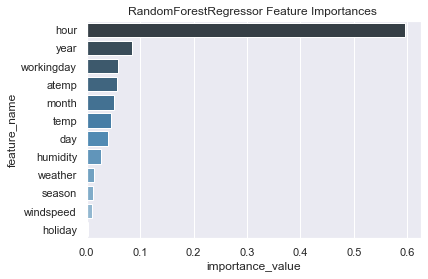 RandomForestRegressor Feature Importances
feature_name
hour
year
workingday
atemp
month
temp
day
humidity
weather
season
windspeed
holiday
0.0 0.1 0.2 0.3 0.4 0.5 0.6
importance_value